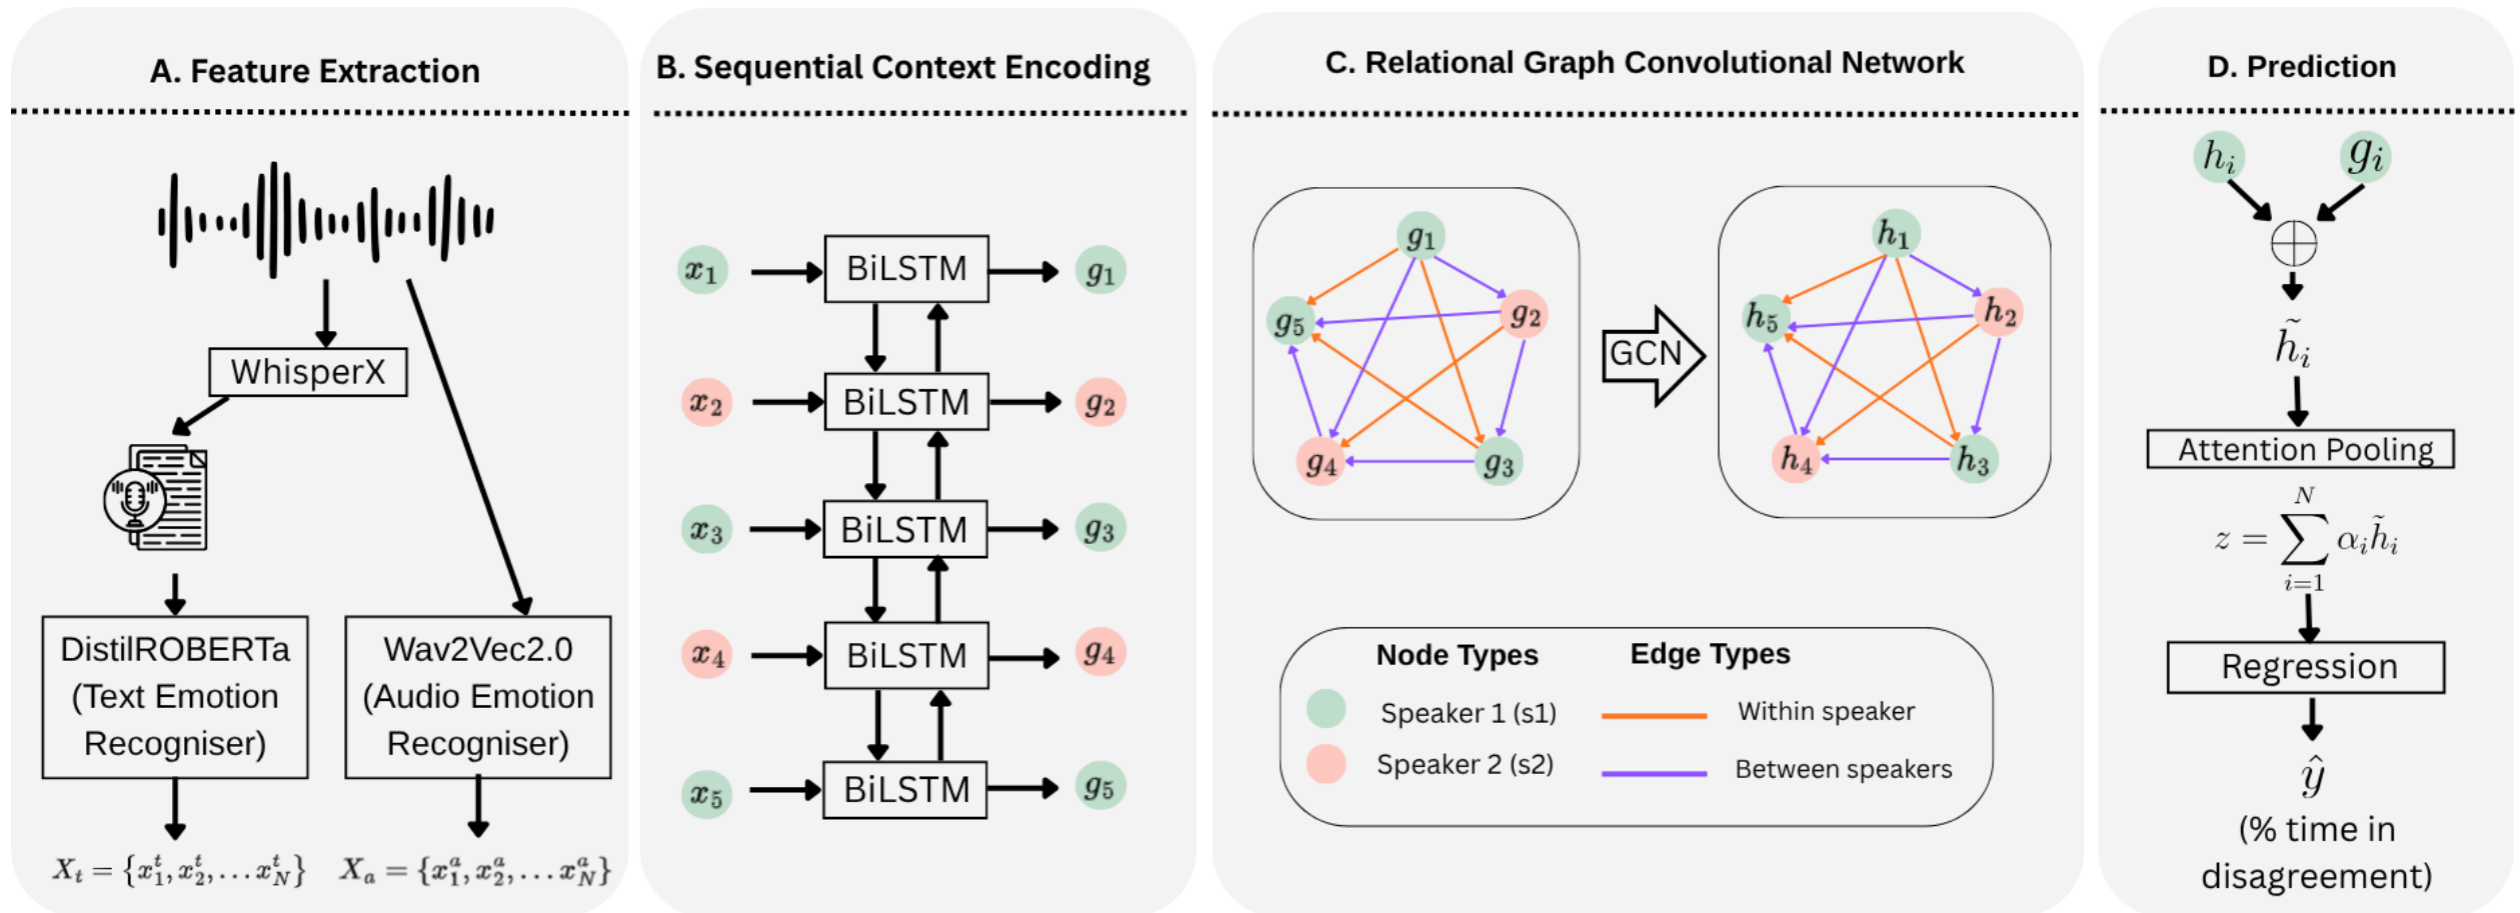 A. Feature Extraction
WhisperX
DistilROBERTa
(Text Emotion
Recogniser)
Wav2Vec2.0
(Audio Emotion
Recogniser)
X_t = {x_1^t, x_2^t, … x_N^t}
X_a = {x_1^a, x_2^a, … x_N^a}
B. Sequential Context Encoding
x_1 BiLSTM g_1
x_2 BiLSTM g_2
x_3 BiLSTM g_3
x_4 BiLSTM g_4
x_5 BiLSTM g_5
C. Relational Graph Convolutional Network
g_1
g_5 g_2
g_4 g_3
GCN
h_1
h_5 h_2
h_4 h_3
Node Types Edge Types
Speaker 1 (s1) Within speaker
Speaker 2 (s2) Between speakers
D. Prediction
h_i g_i
⊕
h̃_i
Attention Pooling
z = ∑_{i=1}^{N} α_i h̃_i
Regression
ŷ
(% time in
disagreement)